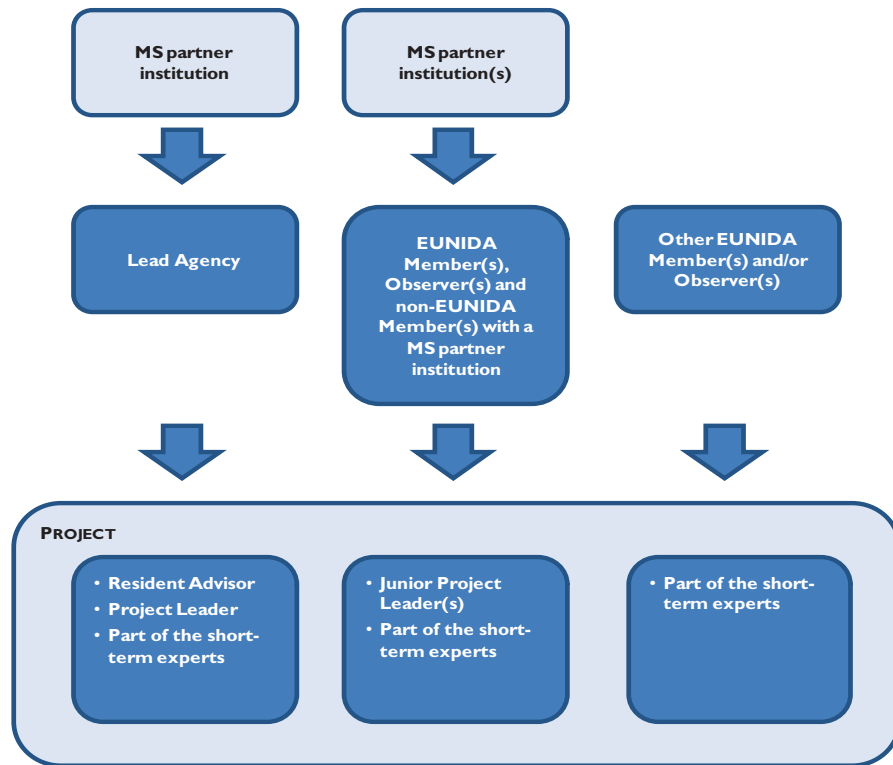 MS partner
institution
MS partner
institution(s)
Lead Agency
EUNIDA
Member(s),
Observer(s) and
non-EUNIDA
Member(s) with a
MS partner
institution
Other EUNIDA
Member(s) and/or
Observer(s)
PROJECT
• Resident Advisor
• Project Leader
• Part of the short-
term experts
• Junior Project
Leader(s)
• Part of the short-
term experts
• Part of the short-
term experts